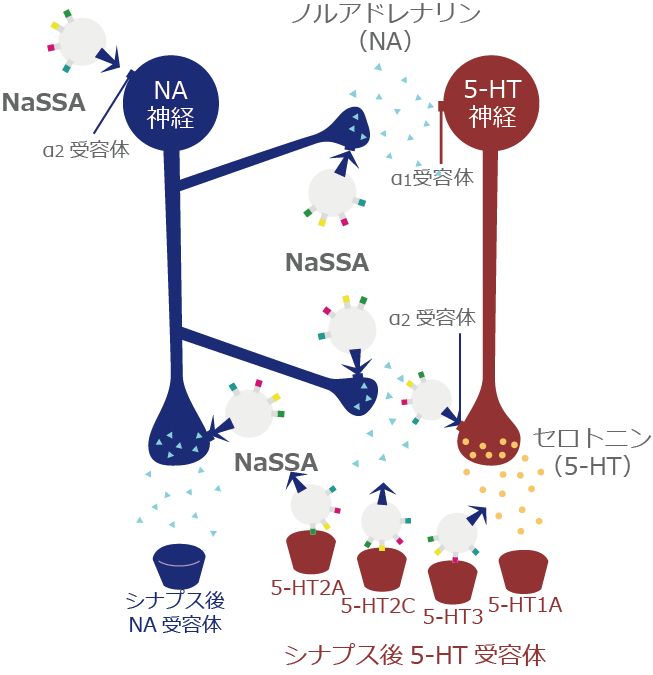 ノルアドレナリン
（NA）
NaSSA
NA
神経
5-HT
神経
α2 受容体
α1受容体
NaSSA
α2 受容体
セロトニン
（5-HT）
NaSSA
5-HT2A
5-HT2C
5-HT3
5-HT1A
シナプス後
NA 受容体
シナプス後 5-HT 受容体